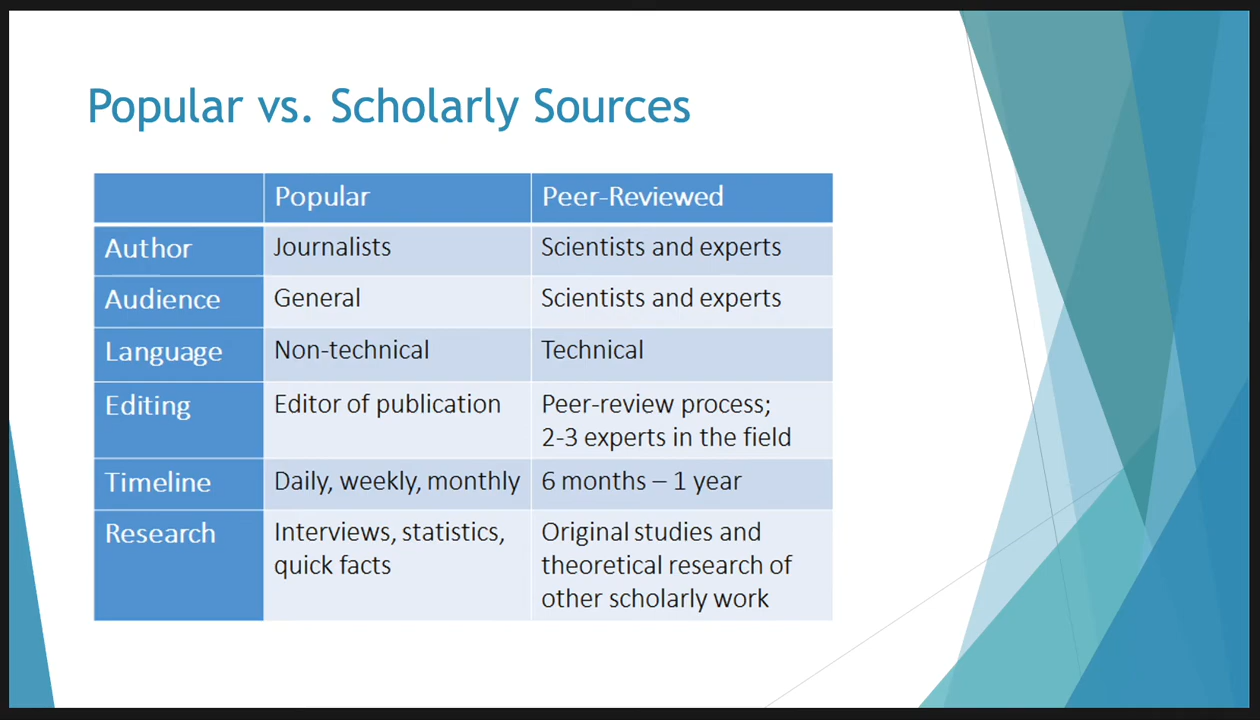 Popular vs. Scholarly Sources
Popular Peer-Reviewed
Author Journalists Scientists and experts
Audience General Scientists and experts
Language Non-technical Technical
Editing Editor of publication Peer-review process;
2-3 experts in the field
Timeline Daily, weekly, monthly 6 months – 1 year
Research Interviews, statistics, Original studies and
quick facts theoretical research of
other scholarly work